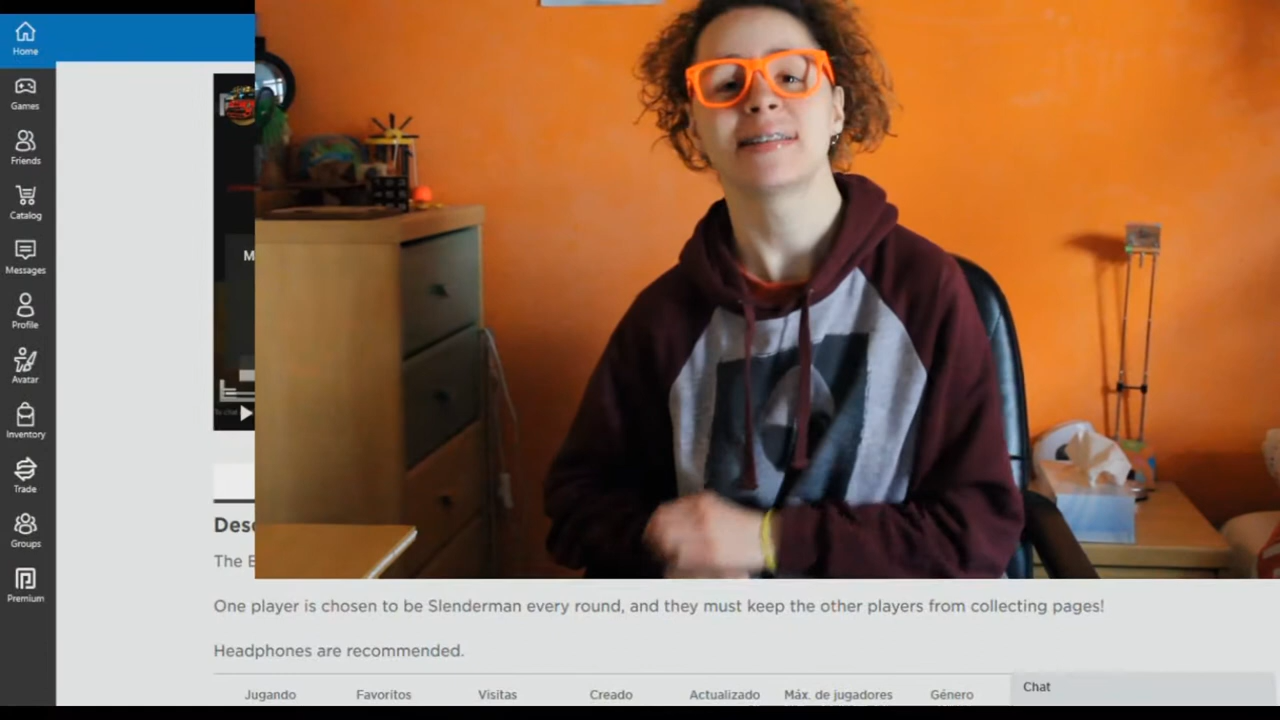 Home
Games
Friends
Catalog
Messages
Profile
Avatar
Inventory
Trade
Groups
Premium
M
Desc
The B
One player is chosen to be Slenderman every round, and they must keep the other players from collecting pages!
Headphones are recommended.
Jugando Favoritos Visitas Creado Actualizado Máx. de jugadores Género
Chat